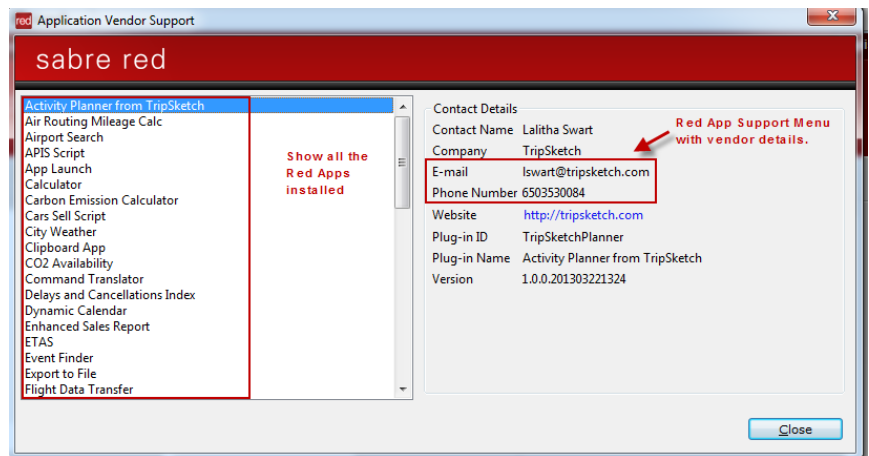 red Application Vendor Support
X
sabre red
Activity Planner from TripSketch
Air Routing Mileage Calc
Airport Search
APIS Script
App Launch
Calculator
Carbon Emission Calculator
Cars Sell Script
City Weather
Clipboard App
CO2 Availability
Command Translator
Delays and Cancellations Index
Dynamic Calendar
Enhanced Sales Report
ETAS
Event Finder
Export to File
Flight Data Transfer
Show all the
Red Apps
installed
Contact Details
Contact Name Lalitha Swart
Company TripSketch
E-mail lswart@tripsketch.com
Phone Number 6503530084
Website http://tripsketch.com
Plug-in ID TripSketchPlanner
Plug-in Name Activity Planner from TripSketch
Version 1.0.0.201303221324
Red App Support Menu
with vendor details.
Close